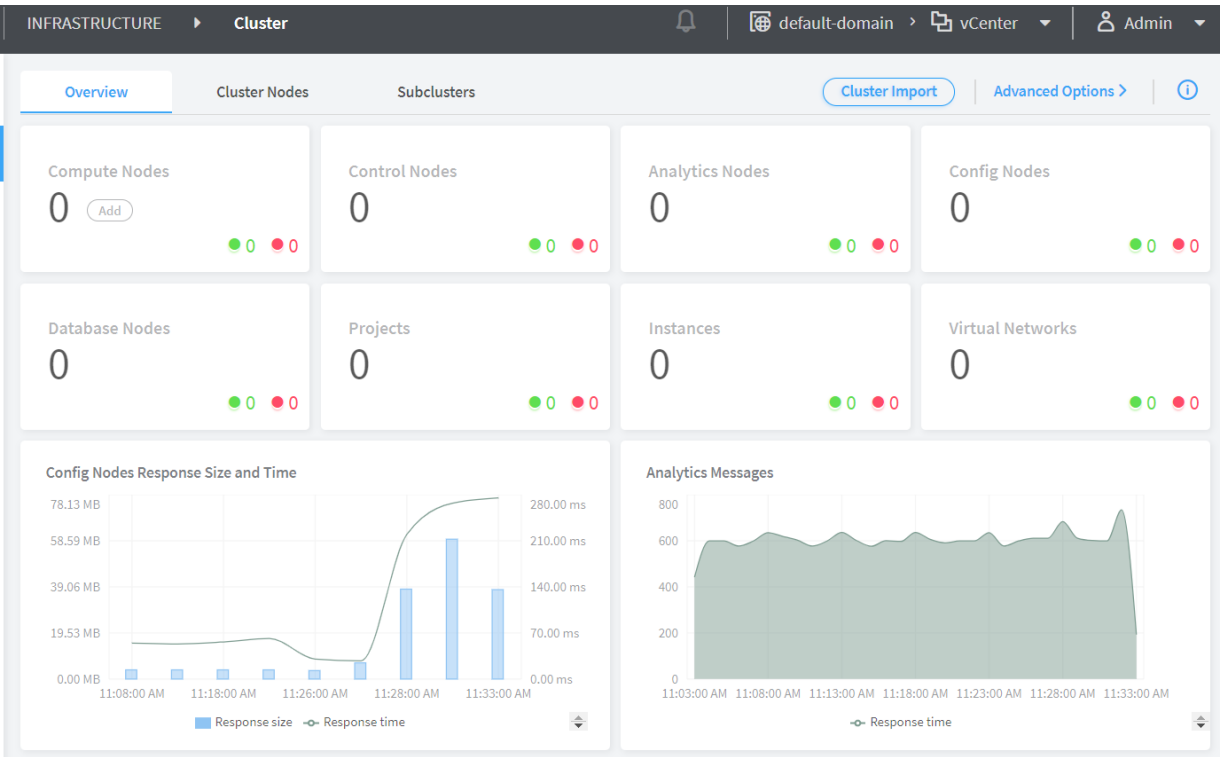 INFRASTRUCTURE Cluster default-domain > vCenter Admin
Overview Cluster Nodes Subclusters Cluster Import Advanced Options > i
Compute Nodes Control Nodes Analytics Nodes Config Nodes
0 Add 0 0 0
0 0 0 0 0 0 0 0
Database Nodes Projects Instances Virtual Networks
0 0 0 0
0 0 0 0 0 0 0 0
Config Nodes Response Size and Time
78.13 MB 280.00 ms
58.59 MB 210.00 ms
39.06 MB 140.00 ms
19.53 MB 70.00 ms
0.00 MB 0.00 ms
11:08:00 AM 11:18:00 AM 11:26:00 AM 11:28:00 AM 11:33:00 AM
Response size Response time
Analytics Messages
800
600
400
200
0
11:03:00 AM 11:08:00 AM 11:13:00 AM 11:18:00 AM 11:23:00 AM 11:28:00 AM 11:33:00 AM
Response time